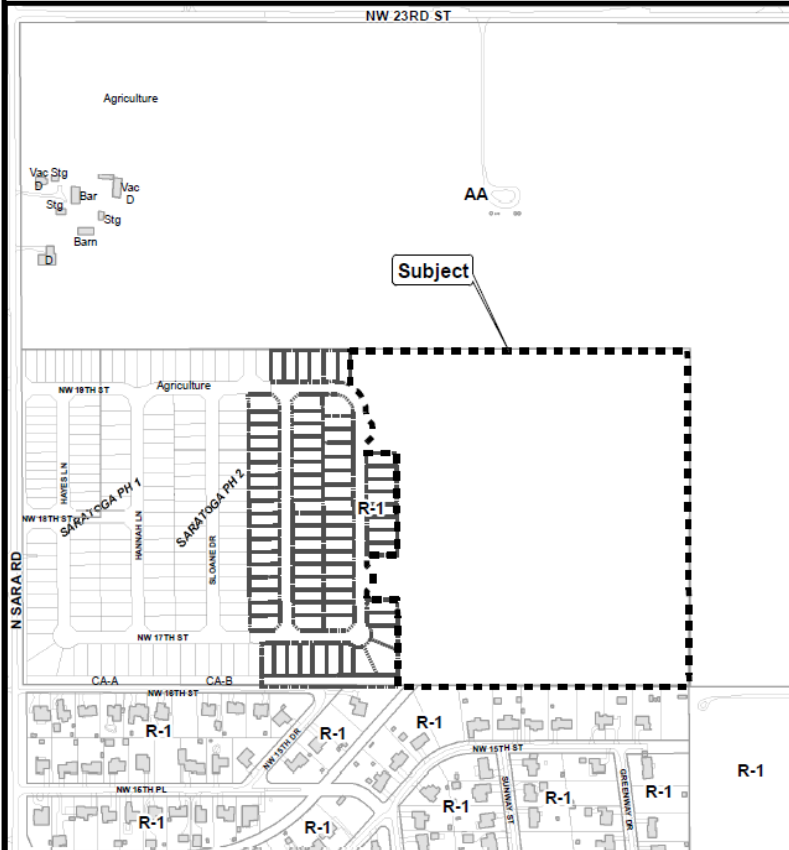 NW 23RD ST
Agriculture
Vac
D
Stg
Bar
Vac
D
Stg
Stg
Barn
D
AA
Subject
NW 18TH ST
Agriculture
HAYES LN
SARATOGA PH 1
SARATOGA PH 2
R-1
NW 18TH ST
HANNAH LN
SLOANE DR
N SARA RD
NW 17TH ST
CA-A
CA-B
NW 16TH ST
R-1
R-1
R-1
NW 15TH DR
NW 15TH ST
R-1
NW 16TH PL
SUNWAY ST
GREENWAY DR
R-1
R-1
R-1
R-1
R-1